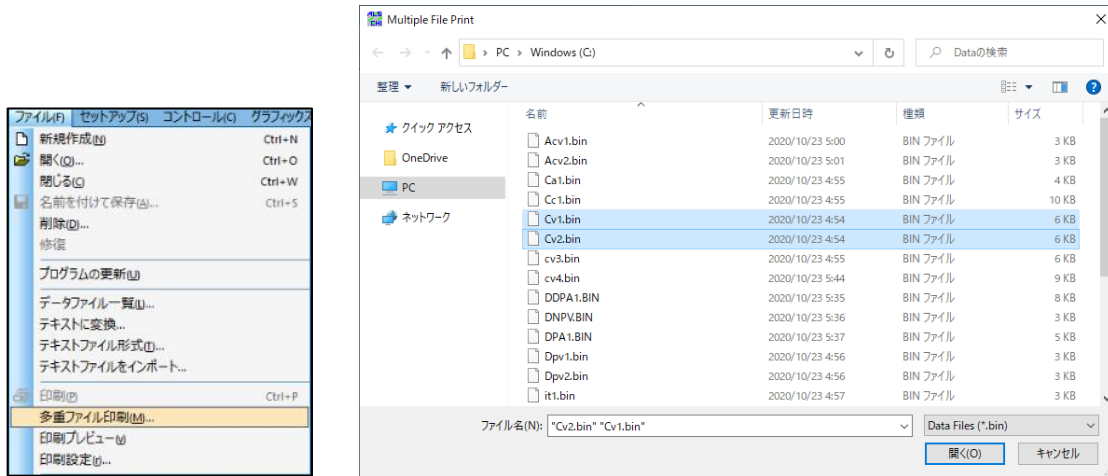 ファイル(F) セットアップ(S) コントロール(C) グラフィックス
新規作成(N) Ctrl+N
開く(O)... Ctrl+O
閉じる(C) Ctrl+W
名前を付けて保存(A)... Ctrl+S
削除(D)...
修復
プログラムの更新(U)
データファイル一覧(L)...
テキストに変換...
テキストファイル形式(T)...
テキストファイルをインポート...
印刷(P) Ctrl+P
多重ファイル印刷(M)...
印刷プレビュー(V)
印刷設定(r)...
Multiple File Print
PC > Windows (C:) Dataの検索
整理 新しいフォルダー
名前 更新日時 種類 サイズ
クイック アクセス
OneDrive
PC
ネットワーク
Acv1.bin 2020/10/23 5:00 BIN ファイル 3 KB
Acv2.bin 2020/10/23 5:01 BIN ファイル 3 KB
Ca1.bin 2020/10/23 4:55 BIN ファイル 4 KB
Cc1.bin 2020/10/23 4:55 BIN ファイル 10 KB
Cv1.bin 2020/10/23 4:54 BIN ファイル 6 KB
Cv2.bin 2020/10/23 4:54 BIN ファイル 6 KB
cv3.bin 2020/10/23 4:55 BIN ファイル 6 KB
cv4.bin 2020/10/23 5:44 BIN ファイル 9 KB
DDPA1.BIN 2020/10/23 5:35 BIN ファイル 8 KB
DNPV.BIN 2020/10/23 5:36 BIN ファイル 3 KB
DPA1.BIN 2020/10/23 5:37 BIN ファイル 5 KB
Dpv1.bin 2020/10/23 4:56 BIN ファイル 3 KB
Dpv2.bin 2020/10/23 4:56 BIN ファイル 3 KB
it1.bin 2020/10/23 4:57 BIN ファイル 3 KB
ファイル名(N): "Cv2.bin" "Cv1.bin" Data Files (*.bin)
開く(O) キャンセル